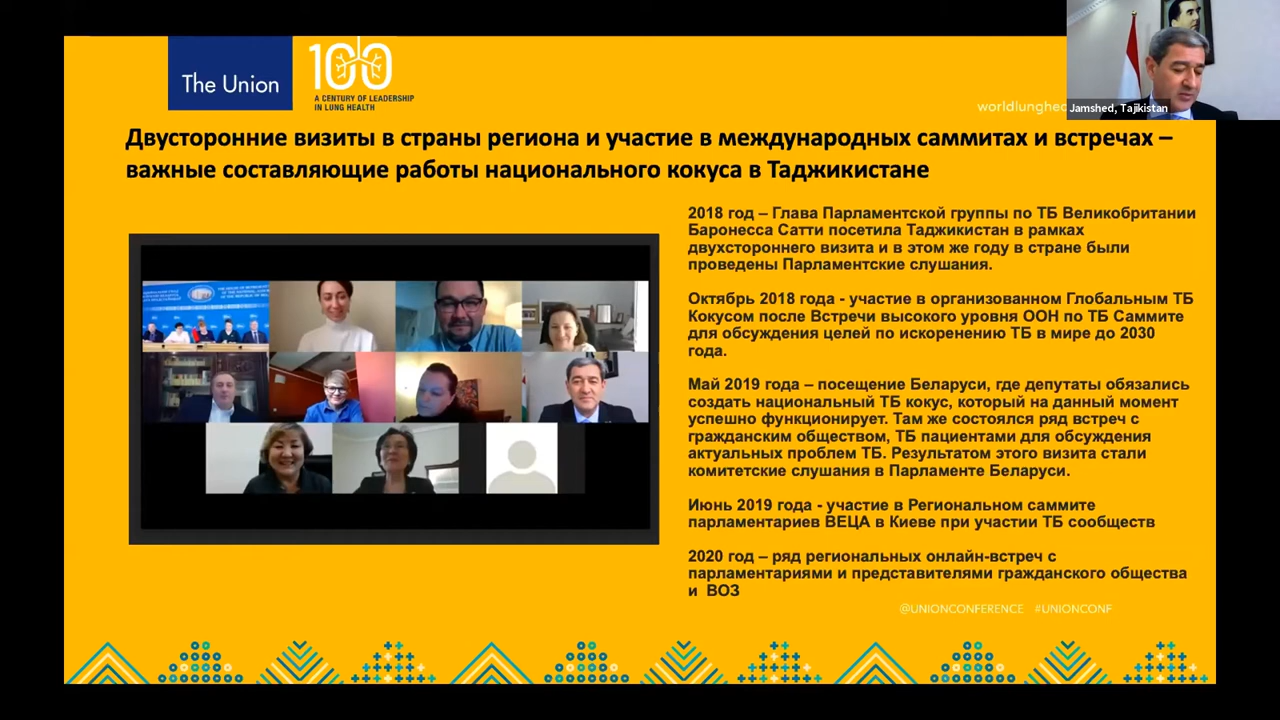 The Union
100
A CENTURY OF LEADERSHIP
IN LUNG HEALTH
Jamshed, Tajikistan
Двусторонние визиты в страны региона и участие в международных саммитах и встречах –
важные составляющие работы национального кокуса в Таджикистане
2018 год – Глава Парламентской группы по ТБ Великобритании
Баронесса Сатти посетила Таджикистан в рамках
двухстороннего визита и в этом же году в стране были
проведены Парламентские слушания.
Октябрь 2018 года - участие в организованном Глобальным ТБ
Кокусом после Встречи высокого уровня ООН по ТБ Саммите
для обсуждения целей по искоренению ТБ в мире до 2030
года.
Май 2019 года – посещение Беларуси, где депутаты обязались
создать национальный ТБ кокус, который на данный момент
успешно функционирует. Там же состоялся ряд встреч с
гражданским обществом, ТБ пациентами для обсуждения
актуальных проблем ТБ. Результатом этого визита стали
комитетские слушания в Парламенте Беларуси.
Июнь 2019 года - участие в Региональном саммите
парламентариев ВЕЦА в Киеве при участии ТБ сообществ
2020 год – ряд региональных онлайн-встреч с
парламентариями и представителями гражданского общества
и ВОЗ
@UNIONCONFERENCE #UNIONCONF